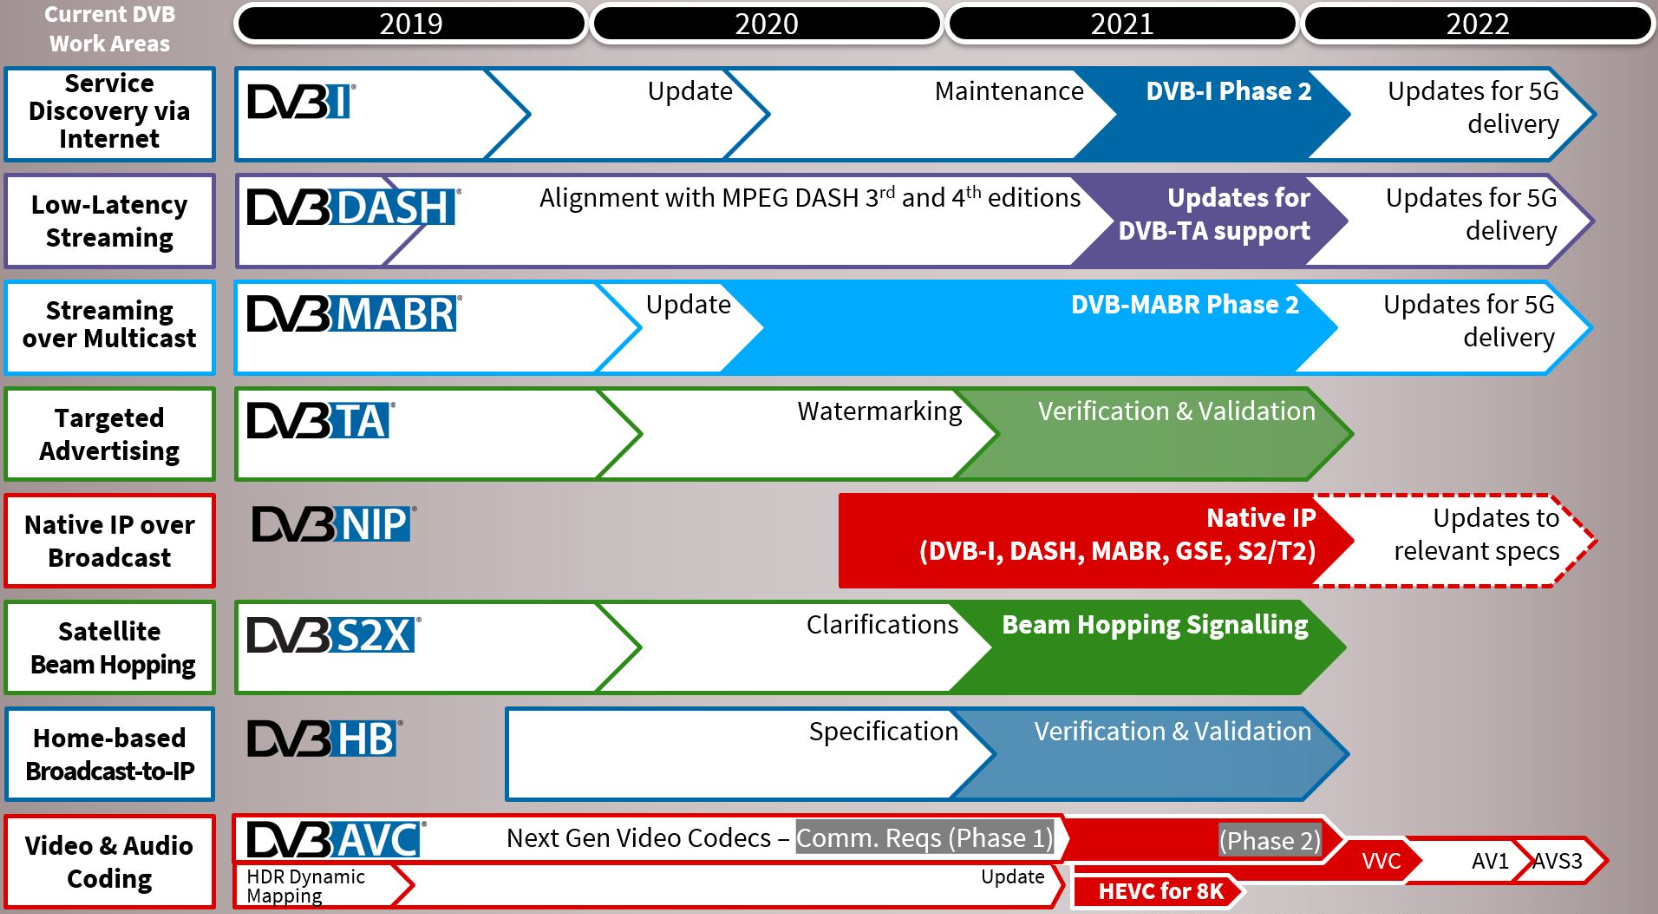 Current DVB
Work Areas
2019
2020
2021
2022
Service
Discovery via
Internet
DVB I®
Update
Maintenance
DVB-I Phase 2
Updates for 5G
delivery
Low-Latency
Streaming
DVB DASH®
Alignment with MPEG DASH 3rd and 4th editions
Updates for
DVB-TA support
Updates for 5G
delivery
Streaming
over Multicast
DVB MABR®
Update
DVB-MABR Phase 2
Updates for 5G
delivery
Targeted
Advertising
DVB TA®
Watermarking
Verification & Validation
Native IP over
Broadcast
DVB NIP®
Native IP
(DVB-I, DASH, MABR, GSE, S2/T2)
Updates to
relevant specs
Satellite
Beam Hopping
DVB S2X®
Clarifications
Beam Hopping Signalling
Home-based
Broadcast-to-IP
DVB HB®
Specification
Verification & Validation
Video & Audio
Coding
DVB AVC®
Next Gen Video Codecs – Comm. Reqs (Phase 1)
(Phase 2)
VVC
AV1
AVS3
HDR Dynamic
Mapping
Update
HEVC for 8K